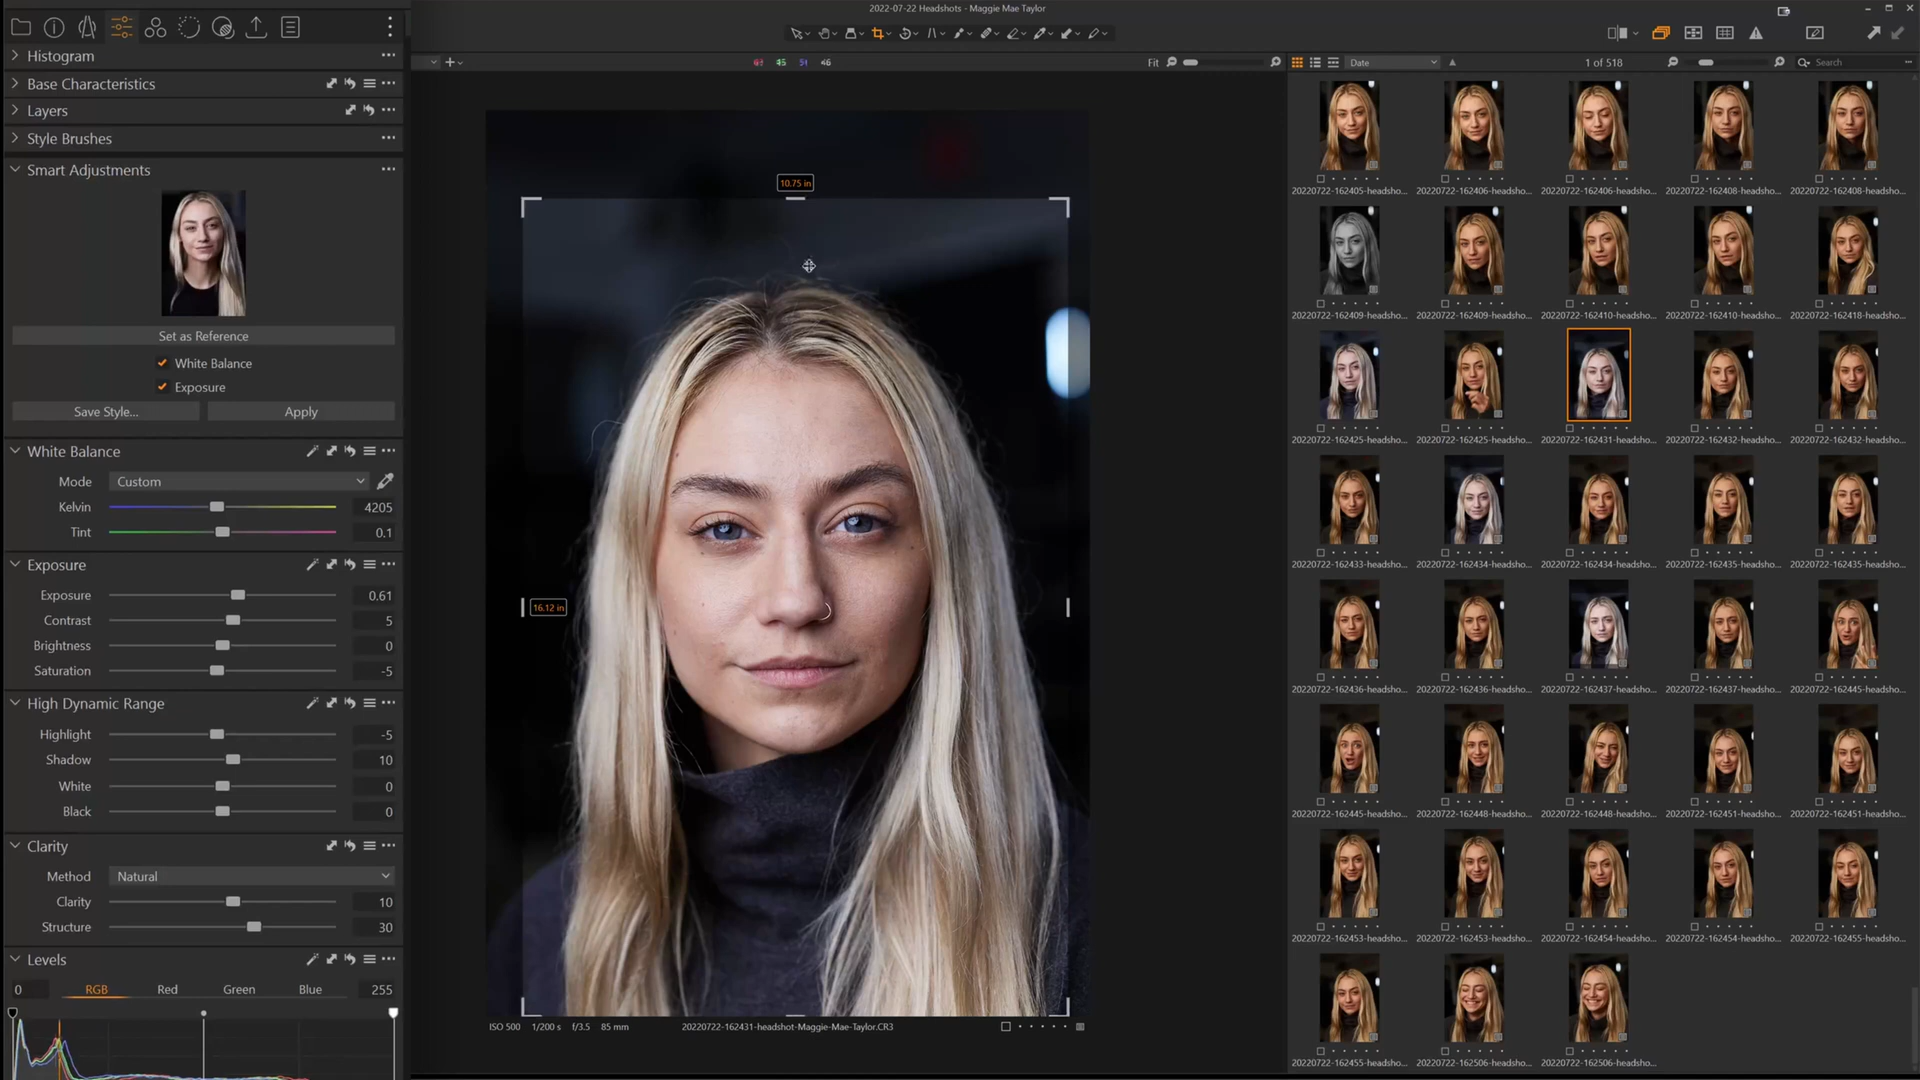 2022-07-22 Headshots - Maggie Mae Taylor
Histogram
Base Characteristics
Layers
Style Brushes
Smart Adjustments
Set as Reference
White Balance
Exposure
Save Style...
Apply
White Balance
Mode
Custom
Kelvin
4205
Tint
0.1
Exposure
Exposure
0.61
Contrast
5
Brightness
0
Saturation
-5
High Dynamic Range
Highlight
-5
Shadow
10
White
0
Black
0
Clarity
Method
Natural
Clarity
10
Structure
30
Levels
0
RGB
Red
Green
Blue
255
45
46
Fit
10.75 in
16.12 in
ISO 500
1/200 s
f/3.5
85 mm
20220722-162431-headshot-Maggie-Mae-Taylor.CR3
Date
1 of 518
Search
20220722-162405-headsho...
20220722-162406-headsho...
20220722-162406-headsho...
20220722-162408-headsho...
20220722-162408-headsho...
20220722-162409-headsho...
20220722-162409-headsho...
20220722-162410-headsho...
20220722-162410-headsho...
20220722-162418-headsho...
20220722-162425-headsho...
20220722-162425-headsho...
20220722-162431-headsho...
20220722-162432-headsho...
20220722-162432-headsho...
20220722-162433-headsho...
20220722-162434-headsho...
20220722-162434-headsho...
20220722-162435-headsho...
20220722-162435-headsho...
20220722-162436-headsho...
20220722-162436-headsho...
20220722-162437-headsho...
20220722-162437-headsho...
20220722-162445-headsho...
20220722-162445-headsho...
20220722-162448-headsho...
20220722-162448-headsho...
20220722-162451-headsho...
20220722-162451-headsho...
20220722-162453-headsho...
20220722-162453-headsho...
20220722-162454-headsho...
20220722-162454-headsho...
20220722-162455-headsho...
20220722-162455-headsho...
20220722-162506-headsho...
20220722-162506-headsho...